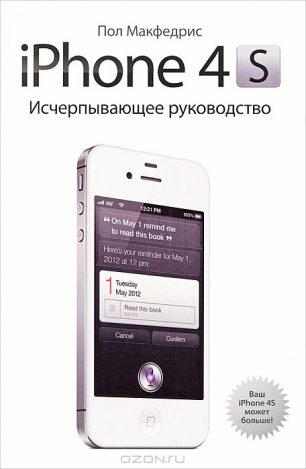 Пол Макфедрис
iPhone 4 S
Исчерпывающее руководство
12:21 PM
100%
“ On May 1 remind me
to read this book ”
Here's your reminder for May 1,
2012 at 12 pm:
1 Tuesday
May 2012
Read this book
Cancel Confirm
Ваш
iPhone 4S
может
больше!
OZON.ru